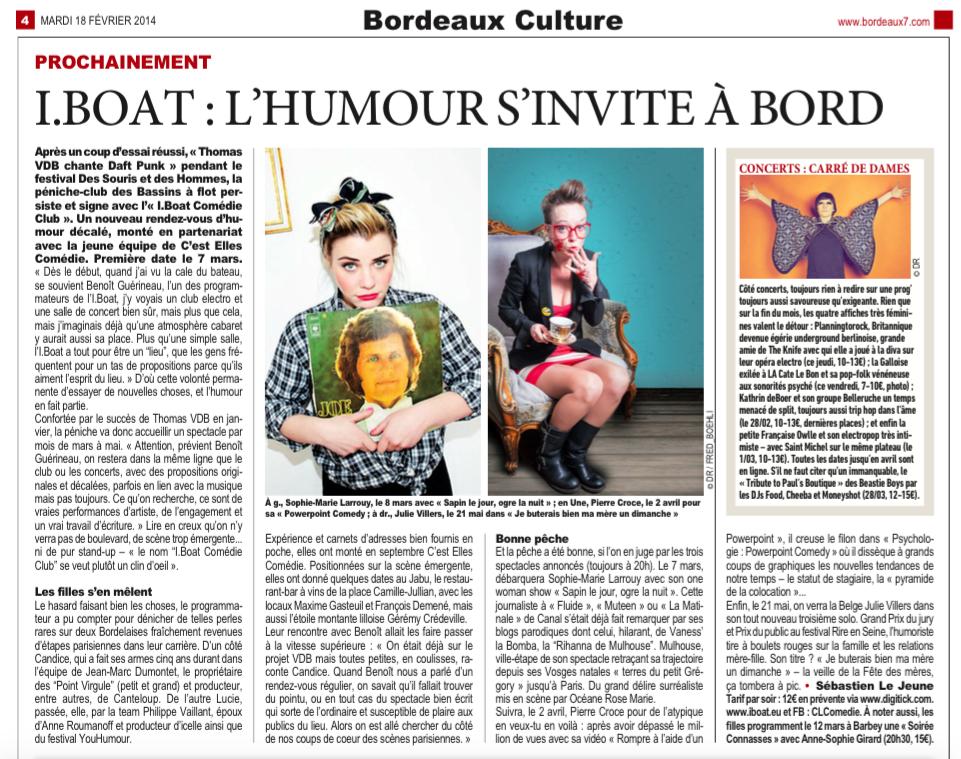 4 MARDI 18 FÉVRIER 2014
Bordeaux Culture
www.bordeaux7.com
PROCHAINEMENT
I.BOAT : L'HUMOUR S'INVITE À BORD
Après un coup d'essai réussi, « Thomas
VDB chante Daft Punk » pendant le
festival Des Souris et des Hommes, la
péniche-club des Bassins à flot per-
siste et signe avec l'« I.Boat Comédie
Club ». Un nouveau rendez-vous d'hu-
mour décalé, monté en partenariat
avec la jeune équipe de C'est Elles
Comédie. Première date le 7 mars.
« Dès le début, quand j'ai vu la cale du bateau,
se souvient Benoît Guérineau, l'un des program-
mateurs de l'I.Boat, j'y voyais un club electro et
une salle de concert bien sûr, mais plus que cela,
mais j'imaginais déjà qu'une atmosphère cabaret
y aurait aussi sa place. Plus qu'une simple salle,
l'I.Boat a tout pour être un "lieu", que les gens fré-
quentent pour un tas de propositions parce qu'ils
aiment l'esprit du lieu. » D'où cette volonté perma-
nente d'essayer de nouvelles choses, et l'humour
en fait partie.
Confortée par le succès de Thomas VDB en jan-
vier, la péniche va donc accueillir un spectacle par
mois de mars à mai. « Attention, prévient Benoît
Guérineau, on restera dans la même ligne que le
club ou les concerts, avec des propositions origi-
nales et décalées, parfois en lien avec la musique
mais pas toujours. Ce qu'on recherche, ce sont de
vraies performances d'artiste, de l'engagement et
un vrai travail d'écriture. » Lire en creux qu'on n'y
verra pas de boulevard, de scène trop émergente...
ni de pur stand-up – « le nom "I.Boat Comédie
Club" se veut plutôt un clin d'oeil ».
Les filles s'en mêlent
Le hasard faisant bien les choses, le programma-
teur a pu compter pour dénicher de telles perles
rares sur deux Bordelaises fraîchement revenues
d'étapes parisiennes dans leur carrière. D'un côté
Candice, qui a fait ses armes cinq ans durant dans
l'équipe de Jean-Marc Dumontet, le propriétaire
des "Point Virgule" (petit et grand) et producteur,
entre autres, de Canteloup. De l'autre Lucie,
passée, elle, par la team Philippe Vaillant, époux
d'Anne Roumanoff et producteur d'icelle ainsi que
du festival YouHumour.
JOE
© DR / FRED_BOEHLI
À g., Sophie-Marie Larrouy, le 8 mars avec « Sapin le jour, ogre la nuit » ; en Une, Pierre Croce, le 2 avril pour
sa « Powerpoint Comedy ; à dr., Julie Villers, le 21 mai dans « Je buterais bien ma mère un dimanche »
Expérience et carnets d'adresses bien fournis en
poche, elles ont monté en septembre C'est Elles
Comédie. Positionnées sur la scène émergente,
elles ont donné quelques dates au Jabu, le restau-
rant-bar à vins de la place Camille-Jullian, avec les
locaux Maxime Gasteuil et François Demené, mais
aussi l'étoile montante lilloise Gérémy Crédeville.
Leur rencontre avec Benoît allait les faire passer
à la vitesse supérieure : « On était déjà sur le
projet VDB mais toutes petites, en coulisses, ra-
conte Candice. Quand Benoît nous a parlé d'un
rendez-vous régulier, on savait qu'il fallait trouver
du pointu, ou en tout cas du spectacle bien écrit
qui sorte de l'ordinaire et susceptible de plaire aux
publics du lieu. Alors on est allé chercher du côté
de nos coups de coeur des scènes parisiennes. »
Bonne pêche
Et la pêche a été bonne, si l'on en juge par les trois
spectacles annoncés (toujours à 20h). Le 7 mars,
débarquera Sophie-Marie Larrouy avec son one
woman show « Sapin le jour, ogre la nuit ». Cette
journaliste à « Fluide », « Muteen » ou « La Mati-
nale » de Canal s'était déjà fait remarquer par ses
blogs parodiques dont celui, hilarant, de Vaness'
la Bomba, la "Rihanna de Mulhouse". Mulhouse,
ville-étape de son spectacle retraçant sa trajectoire
depuis ses Vosges natales « terres du petit Gré-
gory » jusqu'à Paris. Du grand délire surréaliste
mis en scène par Océane Rose Marie.
Suivra, le 2 avril, Pierre Croce pour de l'atypique
en veux-tu en voilà : après avoir dépassé le mil-
lion de vues avec sa vidéo « Rompre à l'aide d'un
Powerpoint », il creuse le filon dans « Psycholo-
gie : Powerpoint Comedy » où il dissèque à grands
coups de graphiques les nouvelles tendances de
notre temps – le statut de stagiaire, la « pyramide
de la colocation »...
Enfin, le 21 mai, on verra la Belge Julie Villers dans
son tout nouveau troisième solo. Grand Prix du jury
et Prix du public au festival Rire en Seine, l'humoriste
tire à boulets rouges sur la famille et les relations
mère-fille. Son titre ? « Je buterais bien ma mère
un dimanche » – la veille de la Fête des mères,
ça tombera à pic. • Sébastien Le Jeune
Tarif par soir : 12€ en prévente via www.digitick.com.
www.iboat.eu et FB : CLComedie. À noter aussi, les
filles programment le 12 mars à Barbey une « Soirée
Connasses » avec Anne-Sophie Girard (20h30, 15€).
CONCERTS : CARRÉ DE DAMES
© DR
Côté concerts, toujours rien à redire sur une prog'
toujours aussi savoureuse qu'exigeante. Rien que
sur la fin du mois, les quatre affiches très fémini-
nes valent le détour : Planningtorock, Britannique
devenue égérie underground berlinoise, grande
amie de The Knife avec qui elle a joué à la diva sur
leur opéra electro (ce jeudi, 10-13€) ; la Galloise
exilée à LA Cate Le Bon et sa pop-folk vénéneuse
aux sonorités psyché (ce vendredi, 7-10€, photo) ;
Kathrin deBoer et son groupe Belleruche un temps
menacé de split, toujours aussi trip hop dans l'âme
(le 28/02, 10-13€, dernières places) ; et enfin la
petite Française Owlle et son electropop très inti-
miste – avec Saint Michel sur le même plateau (le
1/03, 10-13€). Toutes les dates jusqu'en avril sont
en ligne. S'il ne faut citer qu'un immanquable, le
« Tribute to Paul's Boutique » des Beastie Boys par
les DJs Food, Cheeba et Moneyshot (28/03, 12-15€).